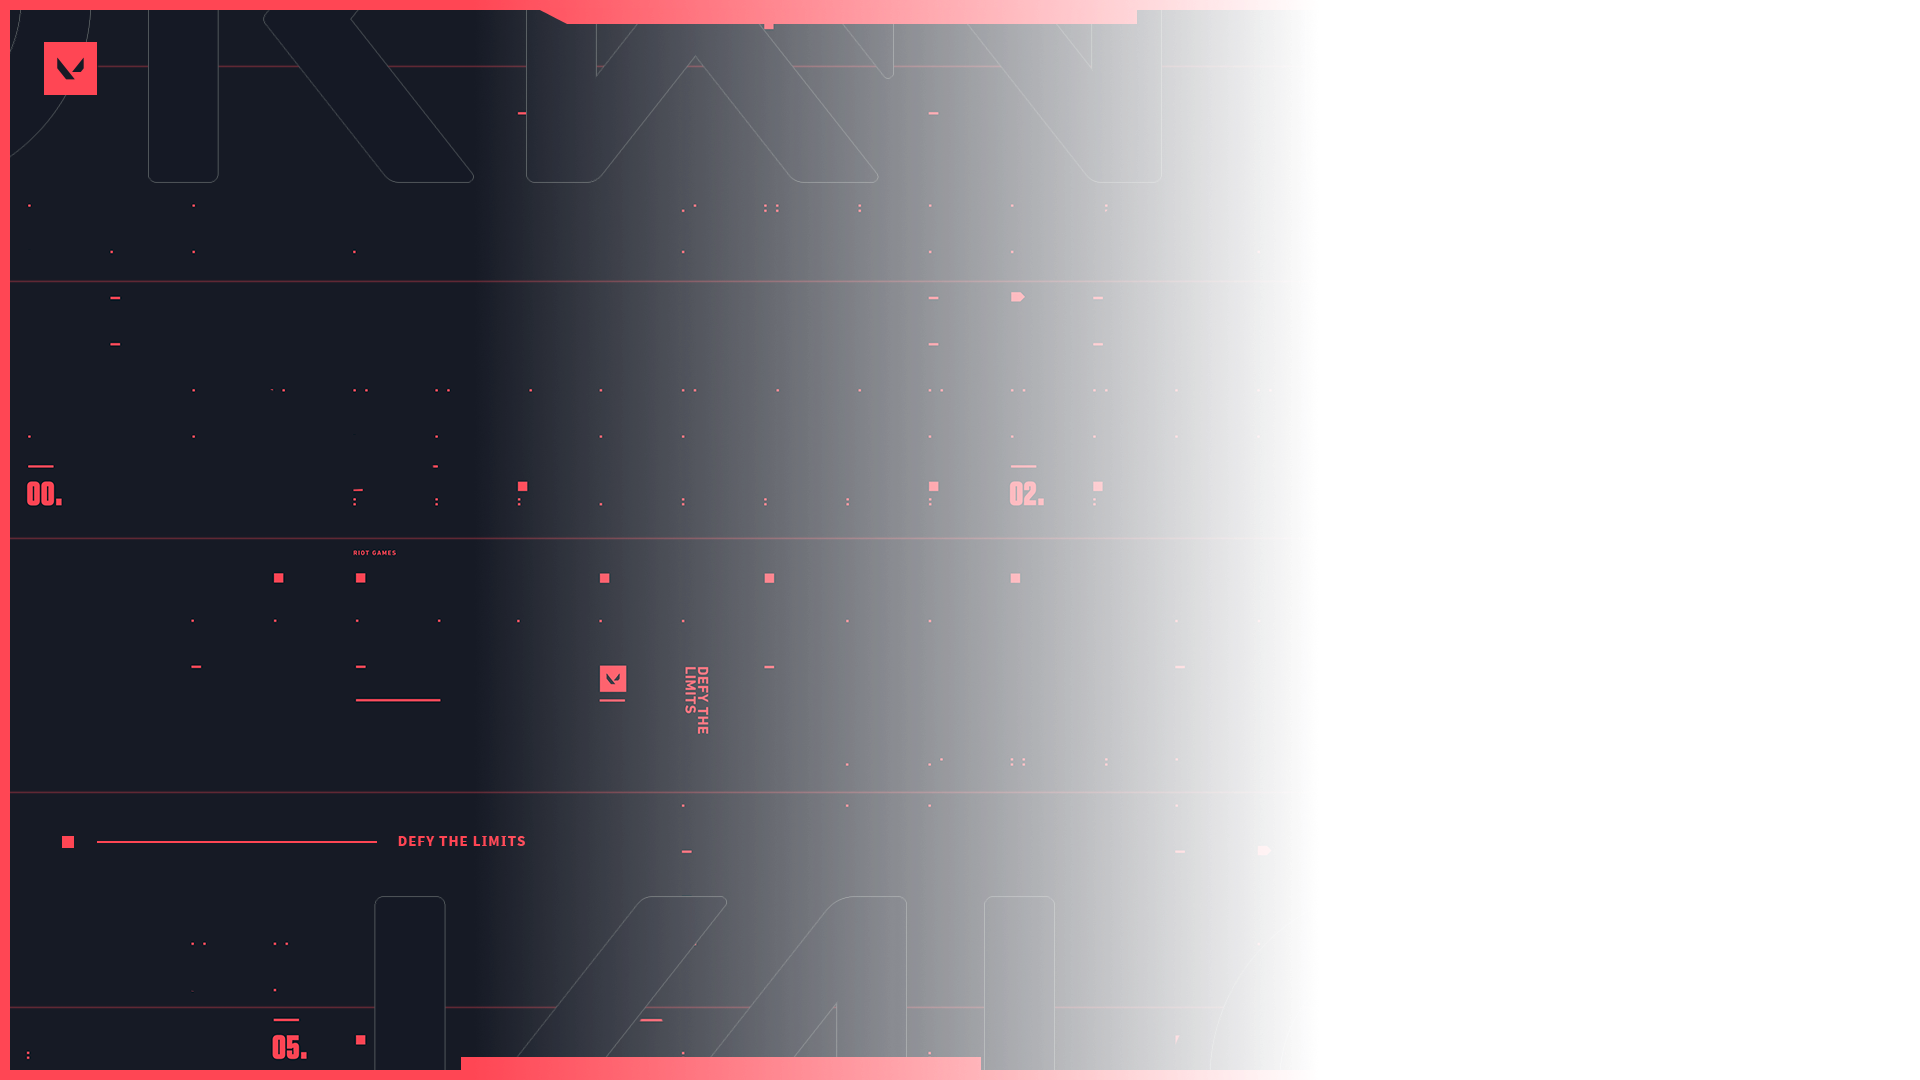 00.
02.
RIOT GAMES
DEFY THE
LIMITS
DEFY THE LIMITS
05.